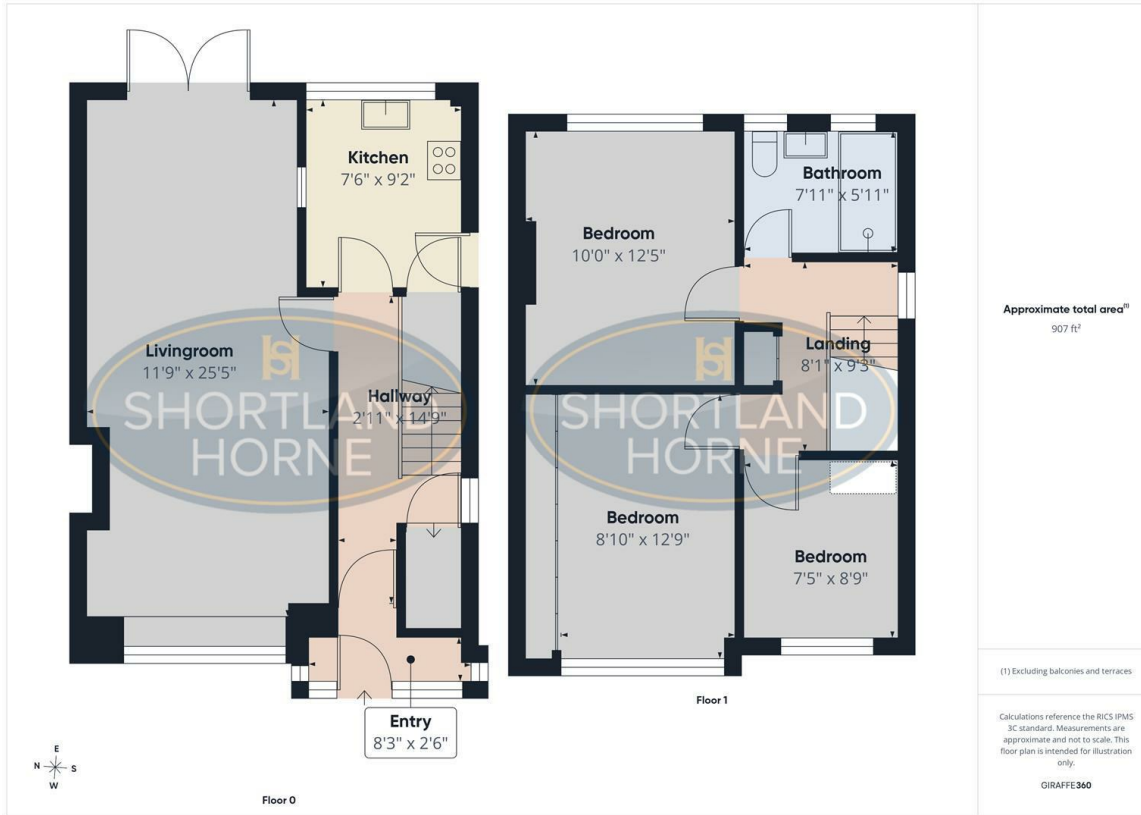 Kitchen
7'6" x 9'2"
Livingroom
11'9" x 25'5"
Hallway
2'11" x 14'9"
SHORTLAND
HORNE
Entry
8'3" x 2'6"
E
N
S
W
Floor 0
Bathroom
7'11" x 5'11"
Bedroom
10'0" x 12'5"
Landing
8'1" x 9'3"
SHORTLAND
HORNE
Bedroom
8'10" x 12'9"
Bedroom
7'5" x 8'9"
Floor 1
Approximate total area(1)
907 ft²
(1) Excluding balconies and terraces
Calculations reference the RICS IPMS
3C standard. Measurements are
approximate and not to scale. This
floor plan is intended for illustration
only.
GIRAFFE360